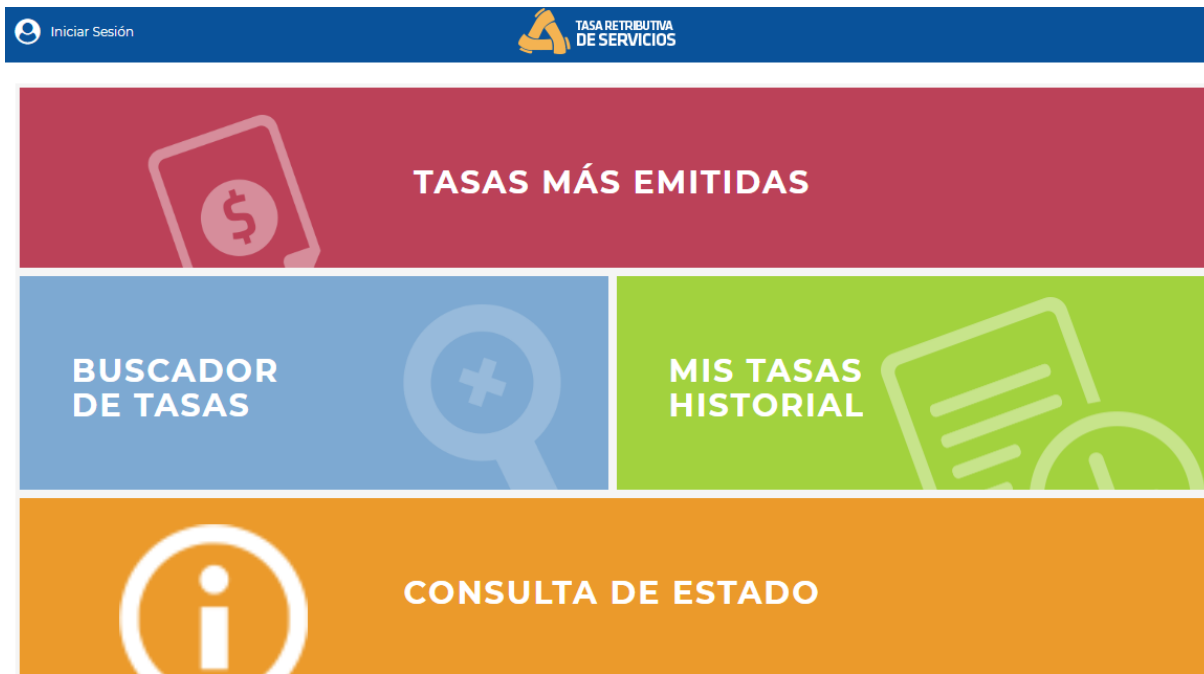 Iniciar Sesión
TASA RETRIBUTIVA
DE SERVICIOS
TASAS MÁS EMITIDAS
BUSCADOR
DE TASAS
MIS TASAS
HISTORIAL
CONSULTA DE ESTADO